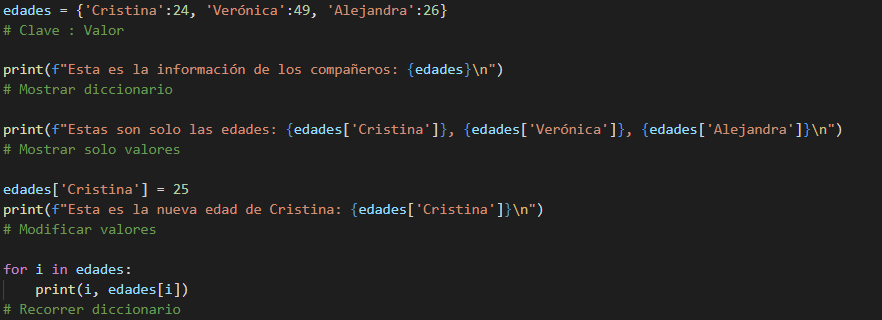 edades = {'Cristina':24, 'Verónica':49, 'Alejandra':26}
# Clave : Valor
print(f"Esta es la información de los compañeros: {edades}\n")
# Mostrar diccionario
print(f"Estas son solo las edades: {edades['Cristina']}, {edades['Verónica']}, {edades['Alejandra']}\n")
# Mostrar solo valores
edades['Cristina'] = 25
print(f"Esta es la nueva edad de Cristina: {edades['Cristina']}\n")
# Modificar valores
for i in edades:
    print(i, edades[i])
# Recorrer diccionario